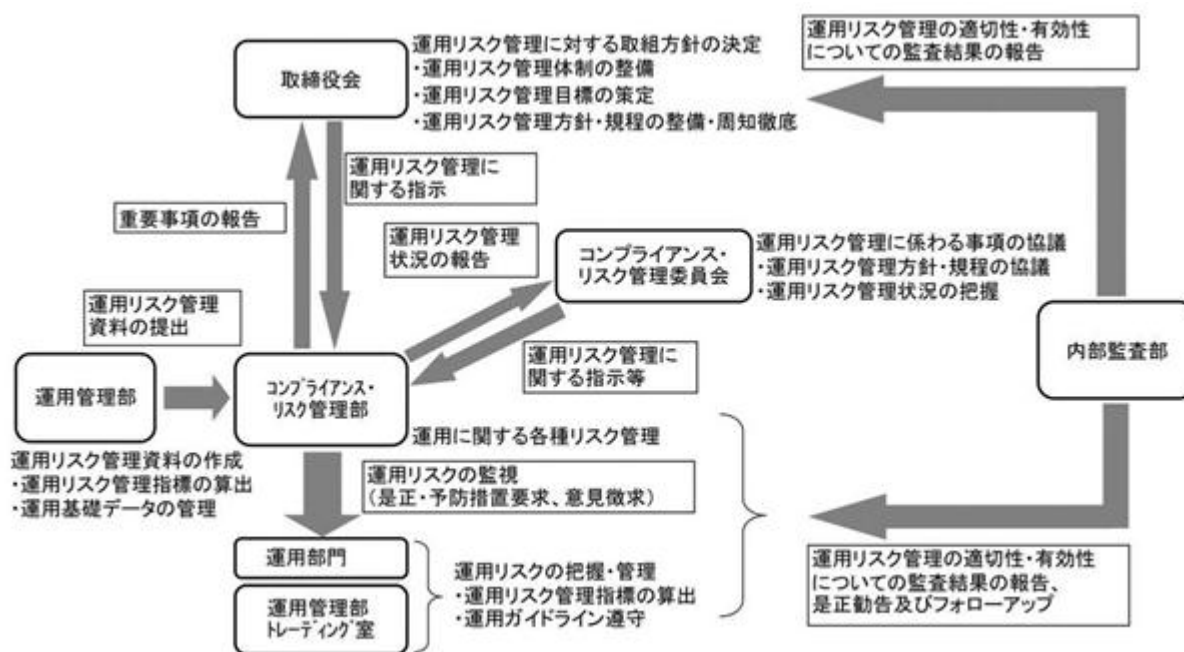 運用リスク管理に対する取組方針の決定
・運用リスク管理体制の整備
・運用リスク管理目標の策定
・運用リスク管理方針・規程の整備・周知徹底
取締役会
運用リスク管理の適切性・有効性
についての監査結果の報告
運用リスク管理に
関する指示
重要事項の報告
運用リスク管理
状況の報告
コンプライアンス・
リスク管理委員会
運用リスク管理に係わる事項の協議
・運用リスク管理方針・規程の協議
・運用リスク管理状況の把握
運用リスク管理
資料の提出
運用リスク管理に
関する指示等
内部監査部
運用管理部
コンプライアンス・
リスク管理部
運用に関する各種リスク管理
運用リスク管理資料の作成
・運用リスク管理指標の算出
・運用基礎データの管理
運用リスクの監視
(是正・予防措置要求、意見徴求)
運用部門
運用管理部
トレーディング室
運用リスクの把握・管理
・運用リスク管理指標の算出
・運用ガイドライン遵守
運用リスク管理の適切性・有効性
についての監査結果の報告、
是正勧告及びフォローアップ